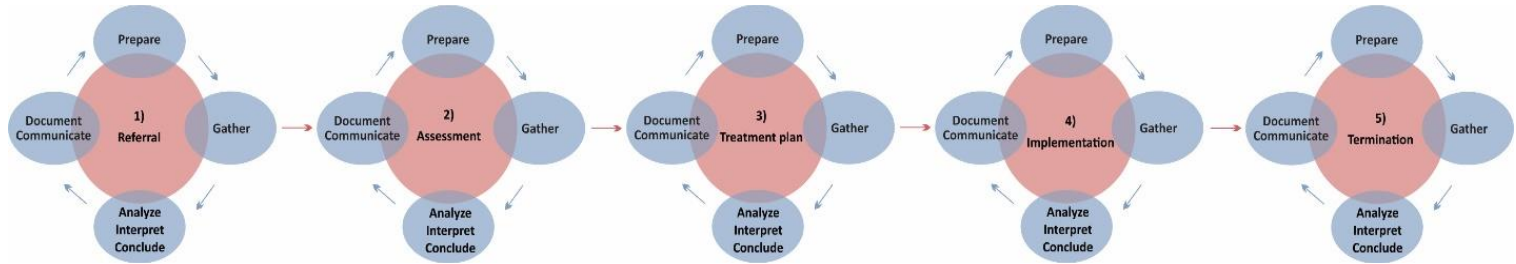 Prepare
Document
Communicate
1)
Referral
Gather
Analyze
Interpret
Conclude
Prepare
Document
Communicate
2)
Assessment
Gather
Analyze
Interpret
Conclude
Prepare
Document
Communicate
3)
Treatment plan
Gather
Analyze
Interpret
Conclude
Prepare
Document
Communicate
4)
Implementation
Gather
Analyze
Interpret
Conclude
Prepare
Document
Communicate
5)
Termination
Gather
Analyze
Interpret
Conclude